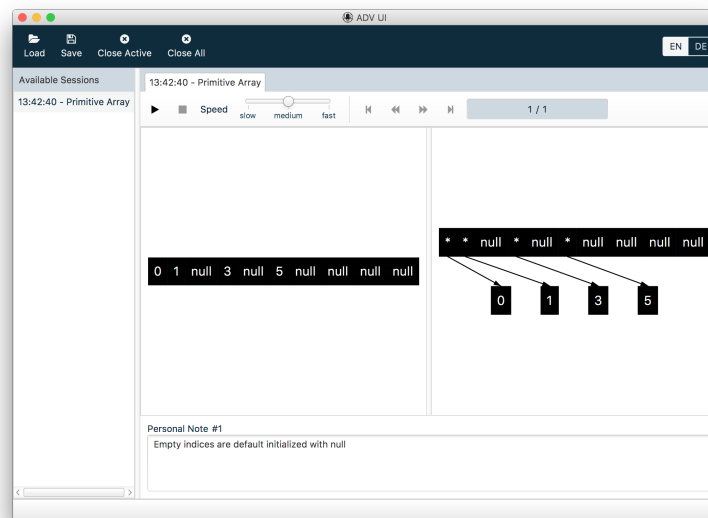 ADV UI
Load Save Close Active Close All
EN DE
Available Sessions
13:42:40 - Primitive Array
13:42:40 - Primitive Array
Speed
slow medium fast
1 / 1
0 1 null 3 null 5 null null null null
* * null * null * null null null null
0 1 3 5
Personal Note #1
Empty indices are default initialized with null